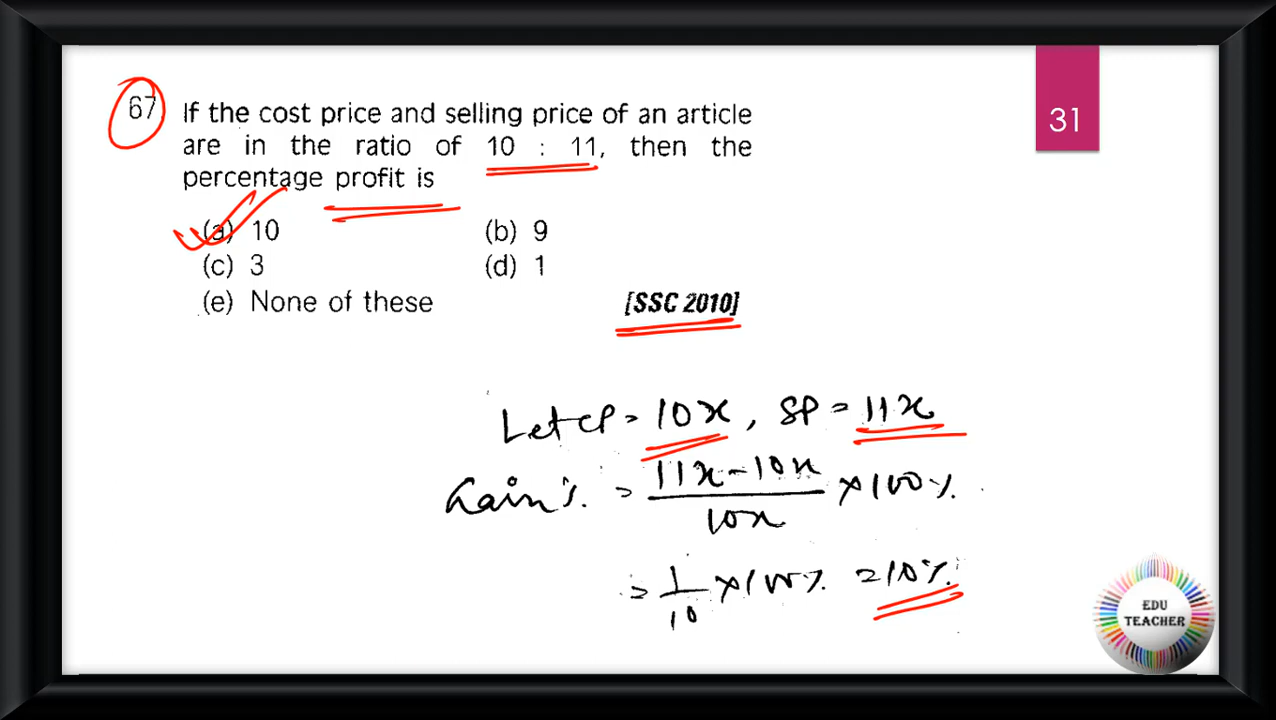 31
67 If the cost price and selling price of an article
are in the ratio of 10 : 11, then the
percentage profit is
(a) 10 (b) 9
(c) 3 (d) 1
(e) None of these [SSC 2010]
Let CP = 10x, SP = 11x
Gain% = 11x-10x / 10x ×100%
= 1/10 ×100% =10%
EDU
TEACHER